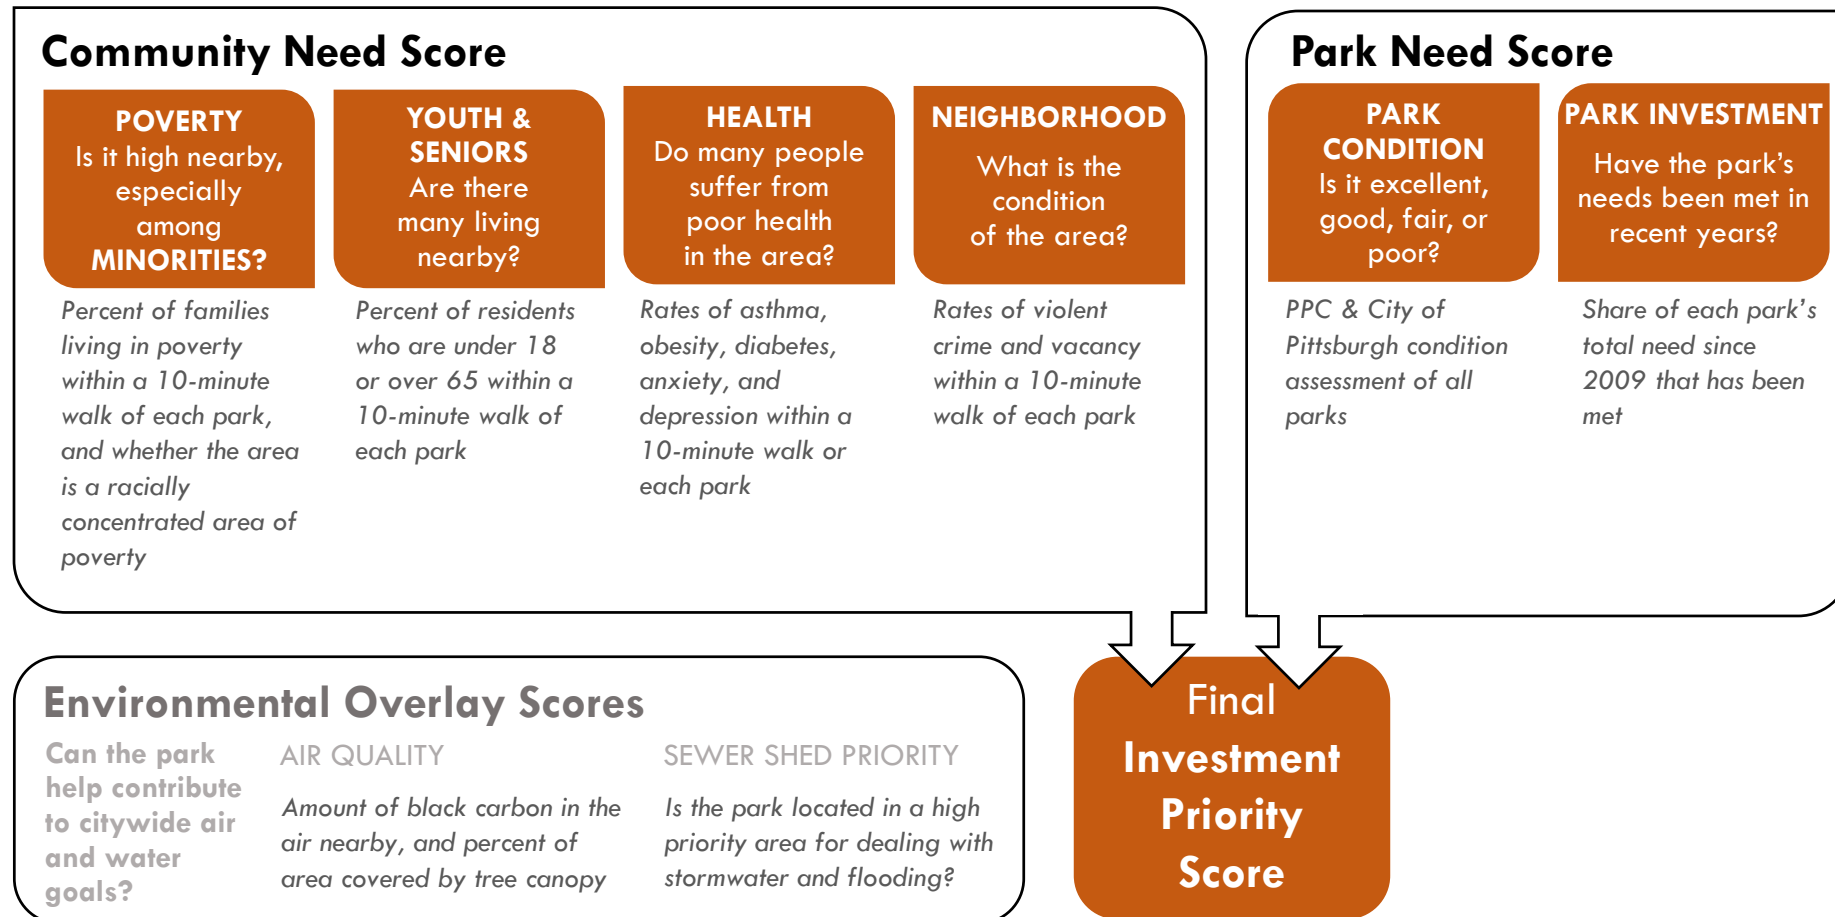 Community Need Score
POVERTY
Is it high nearby,
especially
among
MINORITIES?
Percent of families
living in poverty
within a 10-minute
walk of each park,
and whether the area
is a racially
concentrated area of
poverty
YOUTH &
SENIORS
Are there
many living
nearby?
Percent of residents
who are under 18
or over 65 within a
10-minute walk of
each park
HEALTH
Do many people
suffer from
poor health
in the area?
Rates of asthma,
obesity, diabetes,
anxiety, and
depression within a
10-minute walk or
each park
NEIGHBORHOOD
What is the
condition
of the area?
Rates of violent
crime and vacancy
within a 10-minute
walk of each park
Park Need Score
PARK
CONDITION
Is it excellent,
good, fair, or
poor?
PPC & City of
Pittsburgh condition
assessment of all
parks
PARK INVESTMENT
Have the park's
needs been met in
recent years?
Share of each park's
total need since
2009 that has been
met
Environmental Overlay Scores
Can the park
help contribute
to citywide air
and water
goals?
AIR QUALITY
Amount of black carbon in the
air nearby, and percent of
area covered by tree canopy
SEWER SHED PRIORITY
Is the park located in a high
priority area for dealing with
stormwater and flooding?
Final
Investment
Priority
Score